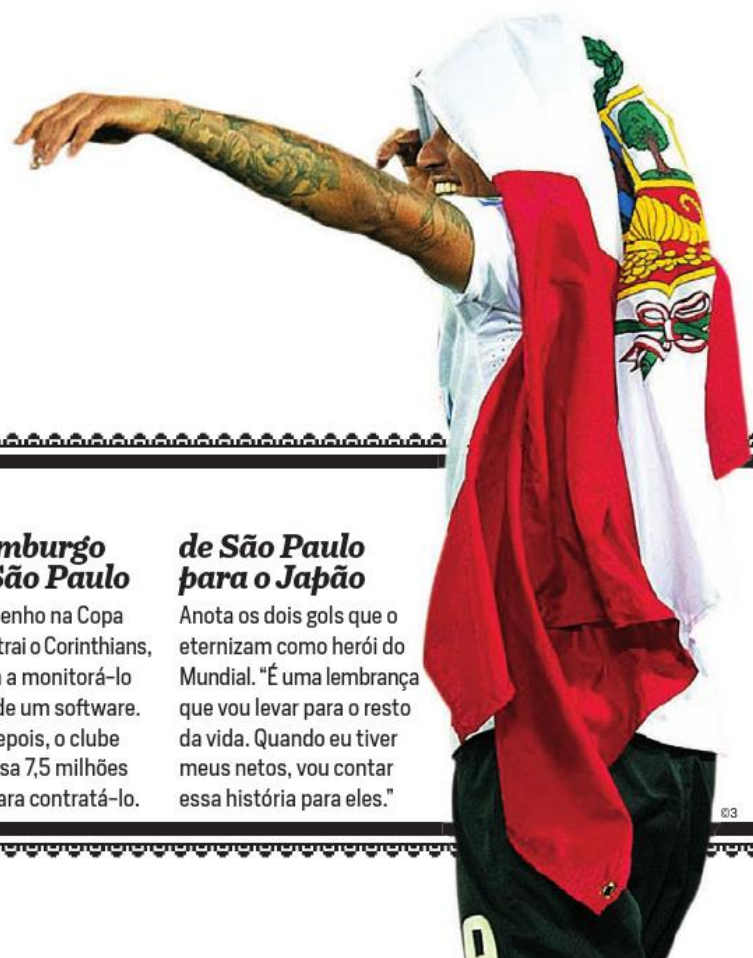 mburgo
São Paulo
enho na Copa
trai o Corinthians,
a monitorá-lo
de um software.
epois, o clube
sa 7,5 milhões
ara contratá-lo.
de São Paulo
para o Japão
Anota os dois gols que o
eternizam como herói do
Mundial. “É uma lembrança
que vou levar para o resto
da vida. Quando eu tiver
meus netos, vou contar
essa história para eles.”
©3